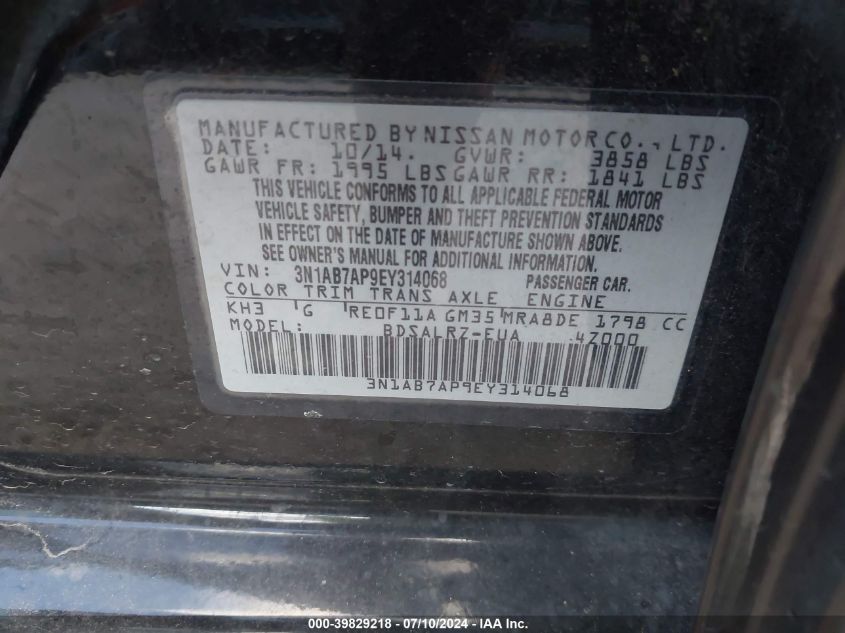 MANUFACTURED BY NISSAN MOTOR CO., LTD.
DATE: 10/14. GVWR: 3858 LBS
GAWR FR: 1995 LBS GAWR RR: 1841 LBS
THIS VEHICLE CONFORMS TO ALL APPLICABLE FEDERAL MOTOR
VEHICLE SAFETY, BUMPER AND THEFT PREVENTION STANDARDS
IN EFFECT ON THE DATE OF MANUFACTURE SHOWN ABOVE.
SEE OWNER'S MANUAL FOR ADDITIONAL INFORMATION.
VIN: 3N1AB7AP9EY314068 PASSENGER CAR.
COLOR TRIM TRANS AXLE ENGINE
KH3 'G 'RE0F11A GM35'MRA8DE 1798 CC
MODEL: BDSALRZ-EUA 4Z000
3N1AB7AP9EY314068
000-39829218 - 07/10/2024 - IAA Inc.